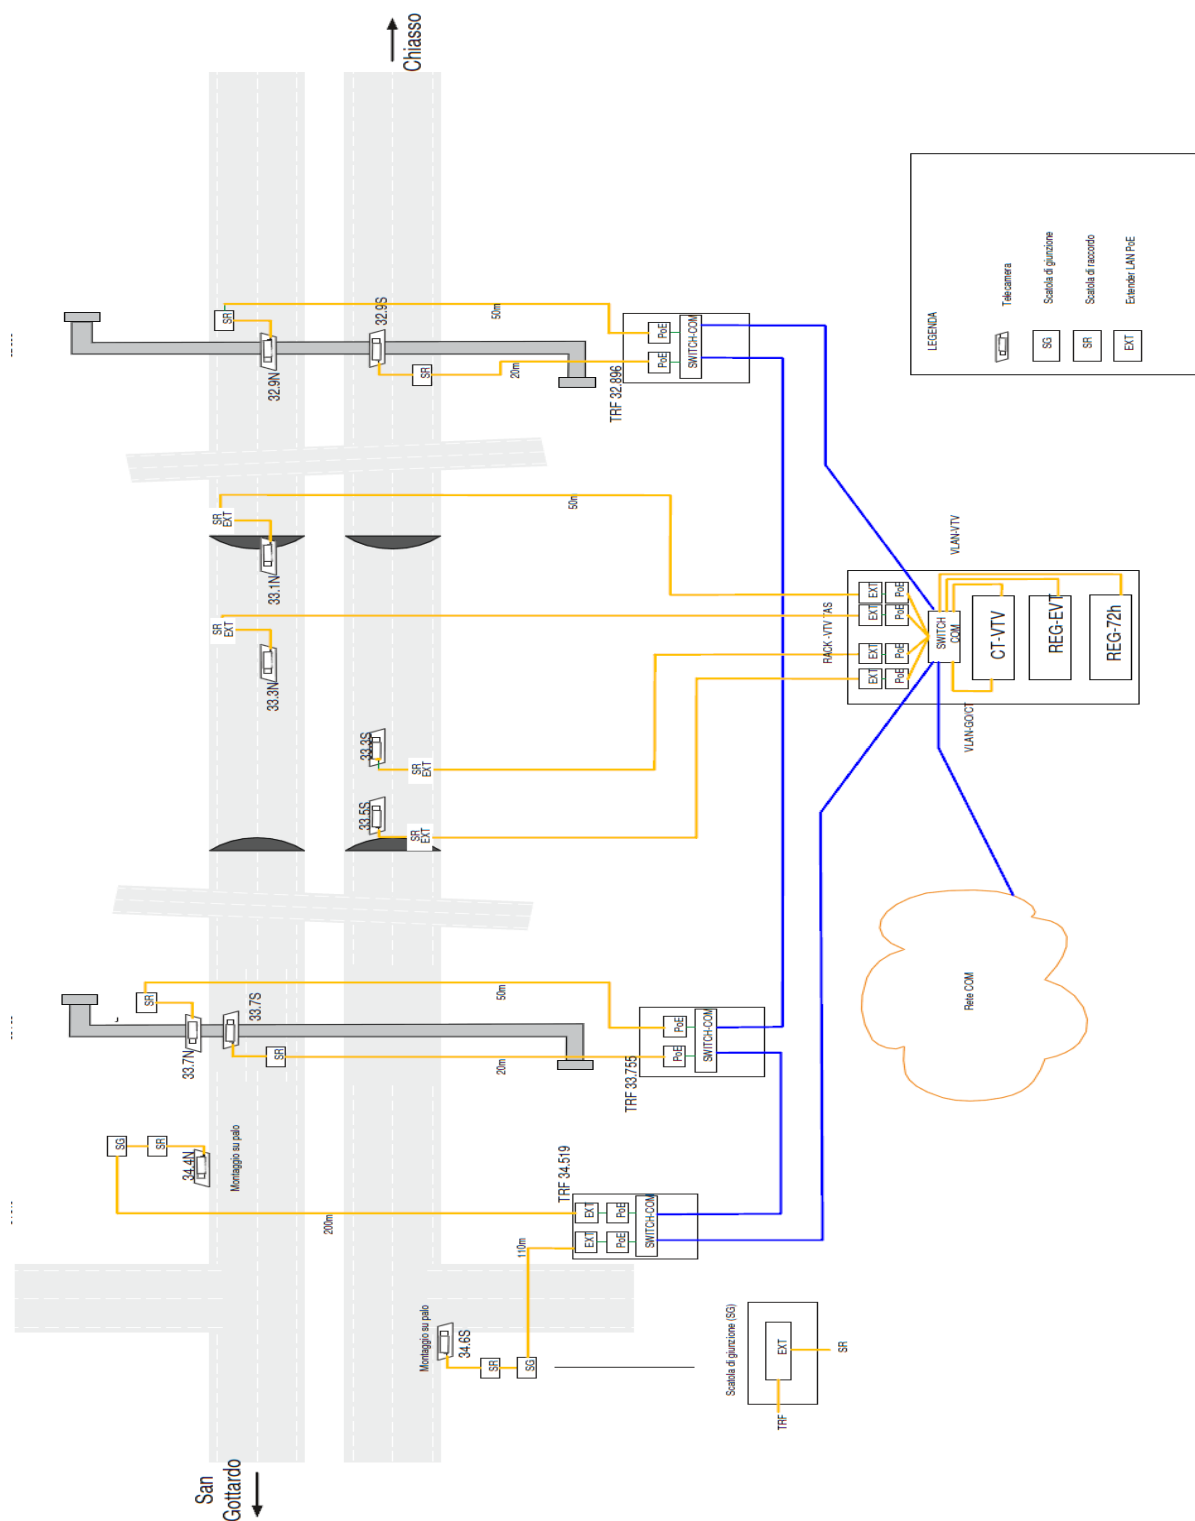 Chiasso
LEGENDA
Telecamera
SG
Scatola di giunzione
SR
Scatola di raccordo
EXT
Extender LAN PoE
SR
32.9N
32.9S
SR
50m
20m
TRF 32.896
PoE
PoE
SWITCH-COM
SR
EXT
33.1N
50m
SR
EXT
33.3N
33.3S
SR
EXT
33.5S
SR
EXT
RACK-VTV TAS
EXT
PoE
EXT
PoE
EXT
PoE
EXT
PoE
SWITCH
COM
VLAN-VTV
VLAN-GO/CT
CT-VTV
REG-EVT
REG-72h
Rete COM
SR
33.7N
33.7S
SR
50m
20m
TRF 33.755
PoE
PoE
SWITCH-COM
SG
SR
34.4N
Montaggio su palo
200m
TRF 34.519
EXT
PoE
EXT
PoE
SWITCH-COM
110m
Montaggio su palo
34.6S
SR
SG
Scatola di giunzione (SG)
EXT
SR
TRF
San
Gottardo